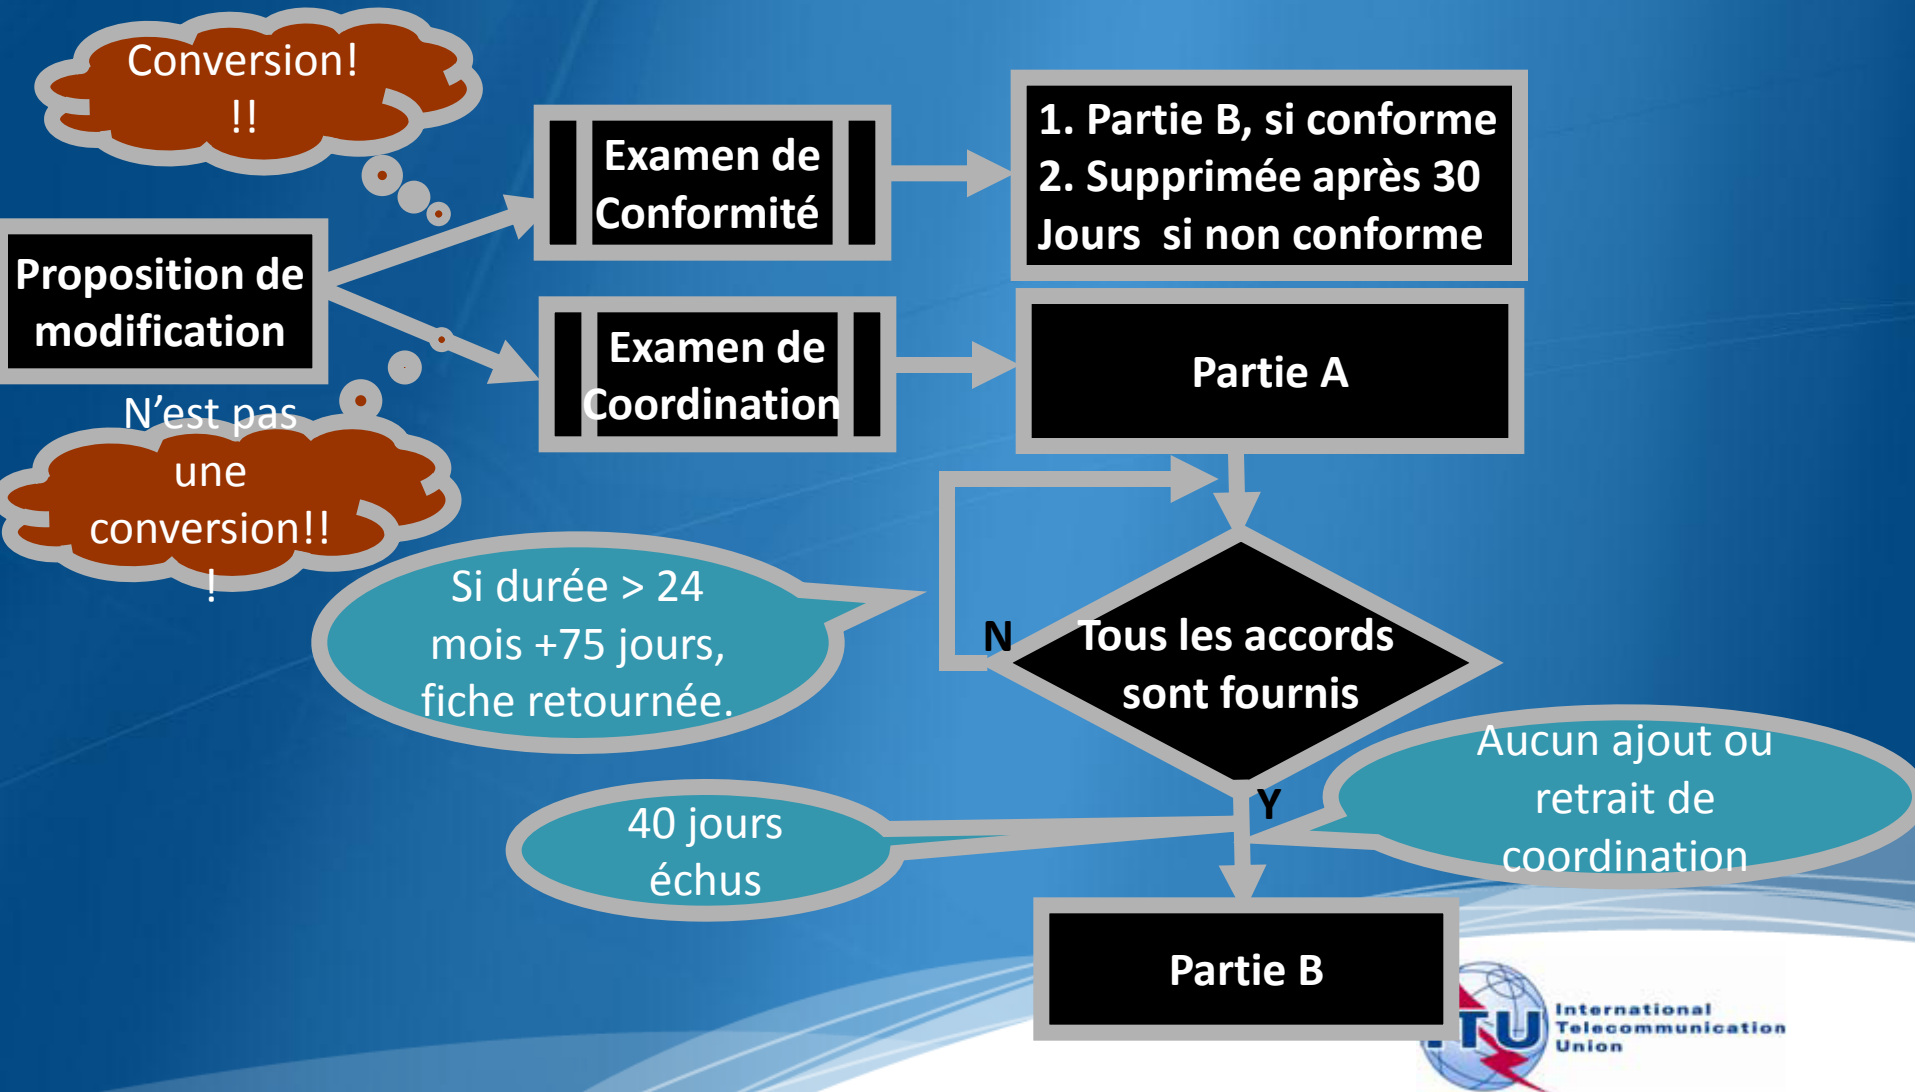 Conversion!
!!
Examen de
Conformité
1. Partie B, si conforme
2. Supprimée après 30
Jours si non conforme
Proposition de
modification
Examen de
Coordination
Partie A
N’est pas
une
conversion!!
!
Si durée > 24
mois +75 jours,
fiche retournée.
N
Tous les accords
sont fournis
Y
Aucun ajout ou
retrait de
coordination
40 jours
échus
Partie B
ITU
International
Telecommunication
Union